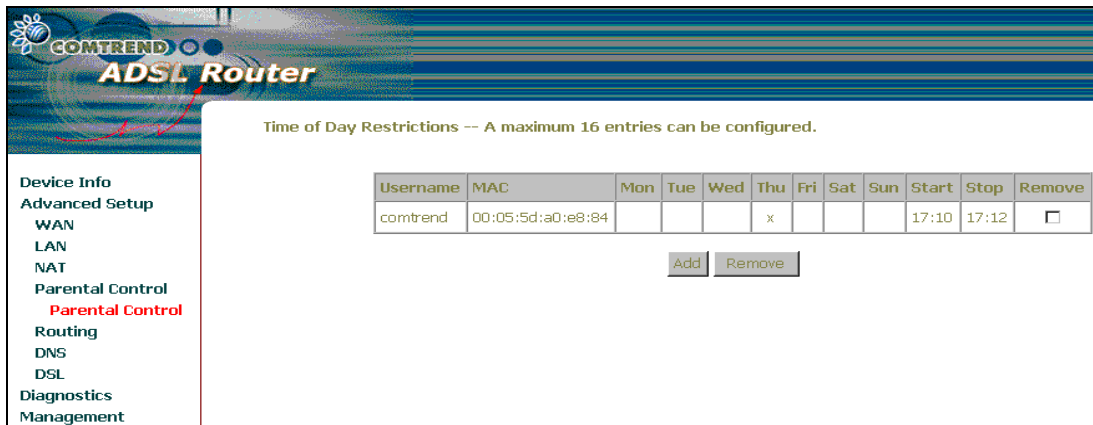 COMTREND
ADSL Router
Time of Day Restrictions -- A maximum 16 entries can be configured.
Device Info
Advanced Setup
WAN
LAN
NAT
Parental Control
Parental Control
Routing
DNS
DSL
Diagnostics
Management
Username MAC Mon Tue Wed Thu Fri Sat Sun Start Stop Remove
comtrend 00:05:5d:a0:e8:84 x 17:10 17:12
Add Remove